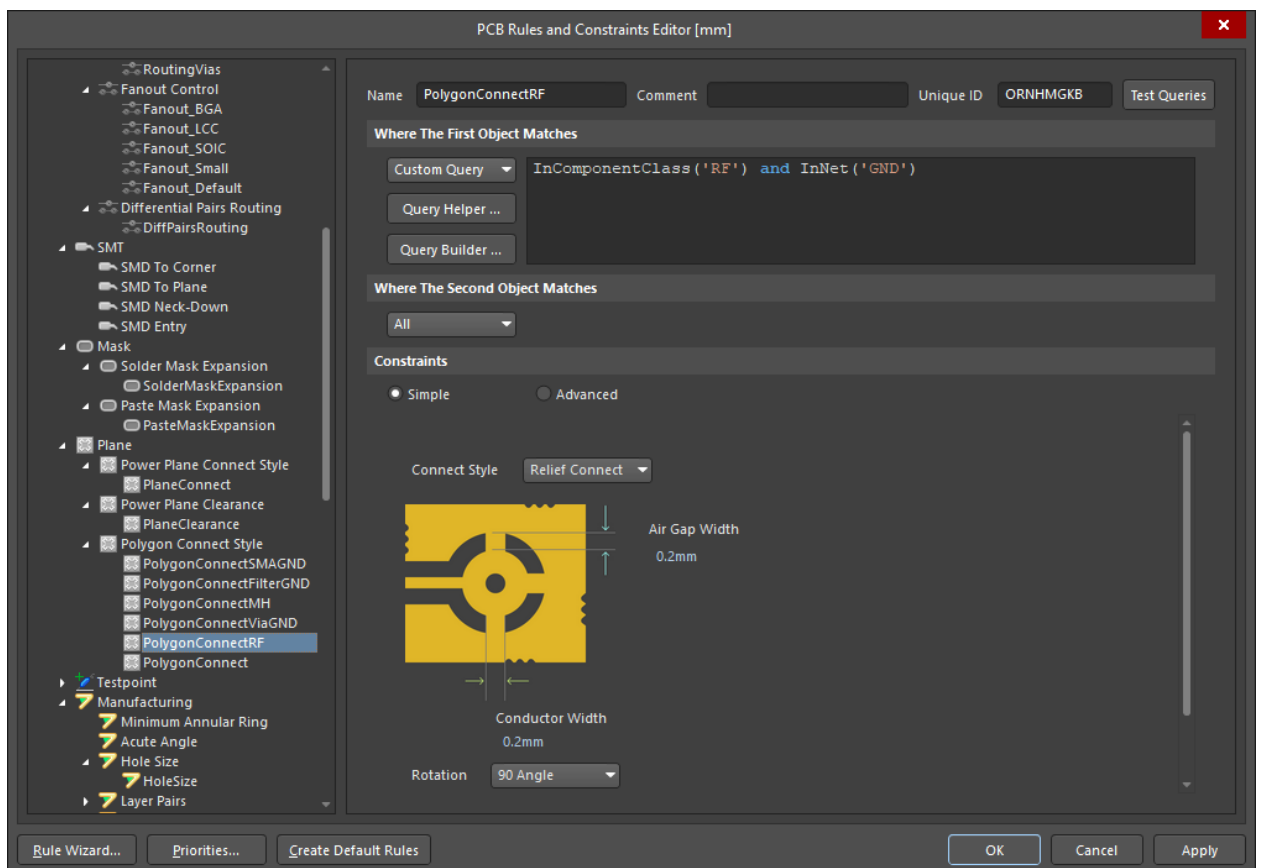 PCB Rules and Constraints Editor [mm]
RoutingVias
Fanout Control
Fanout_BGA
Fanout_LCC
Fanout_SOIC
Fanout_Small
Fanout_Default
Differential Pairs Routing
DiffPairsRouting
SMT
SMD To Corner
SMD To Plane
SMD Neck-Down
SMD Entry
Mask
Solder Mask Expansion
SolderMaskExpansion
Paste Mask Expansion
PasteMaskExpansion
Plane
Power Plane Connect Style
PlaneConnect
Power Plane Clearance
PlaneClearance
Polygon Connect Style
PolygonConnectSMAGND
PolygonConnectFilterGND
PolygonConnectMH
PolygonConnectViaGND
PolygonConnectRF
PolygonConnect
Testpoint
Manufacturing
Minimum Annular Ring
Acute Angle
Hole Size
HoleSize
Layer Pairs
Name PolygonConnectRF Comment Unique ID ORNHMGKB Test Queries
Where The First Object Matches
Custom Query InComponentClass('RF') and InNet('GND')
Query Helper ...
Query Builder ...
Where The Second Object Matches
All
Constraints
Simple Advanced
Connect Style Relief Connect
Air Gap Width
0.2mm
Conductor Width
0.2mm
Rotation 90 Angle
Rule Wizard... Priorities... Create Default Rules OK Cancel Apply